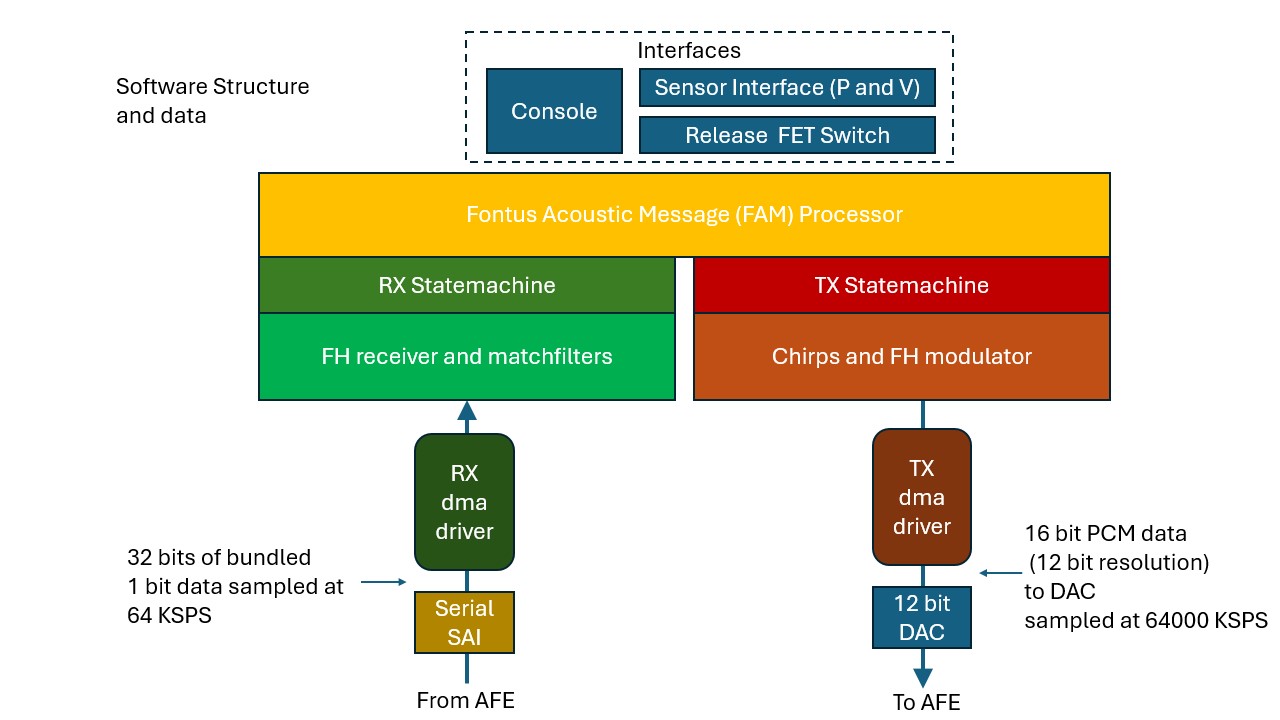 Software Structure
and data
Interfaces
Console
Sensor Interface (P and V)
Release FET Switch
Fontus Acoustic Message (FAM) Processor
RX Statemachine
TX Statemachine
FH receiver and matchfilters
Chirps and FH modulator
RX
dma
driver
TX
dma
driver
32 bits of bundled
1 bit data sampled at
64 KSPS
16 bit PCM data
(12 bit resolution)
to DAC
sampled at 64000 KSPS
Serial
SAI
12 bit
DAC
From AFE
To AFE